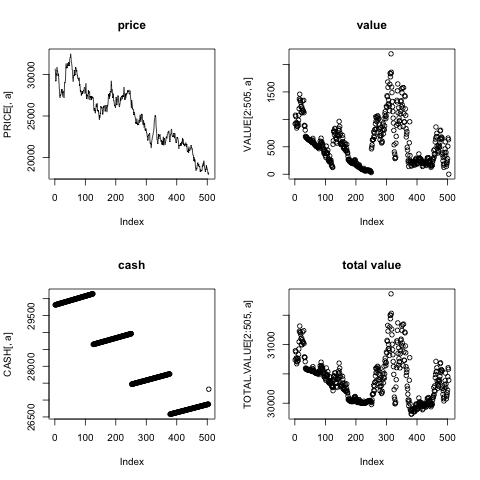 price
PRICE[, a]
20000 25000 30000
0 100 200 300 400 500
Index
value
VALUE[2:505, a]
0 500 1500
0 100 200 300 400 500
Index
cash
CASH[, a]
26500 28000 29500
0 100 200 300 400 500
Index
total value
TOTAL.VALUE[2:505, a]
30000 31000
0 100 200 300 400 500
Index